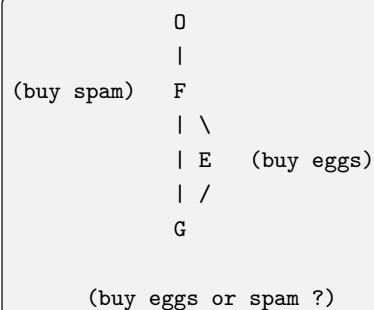 O
|
(buy spam) F
| \
| E (buy eggs)
| /
G
(buy eggs or spam ?)